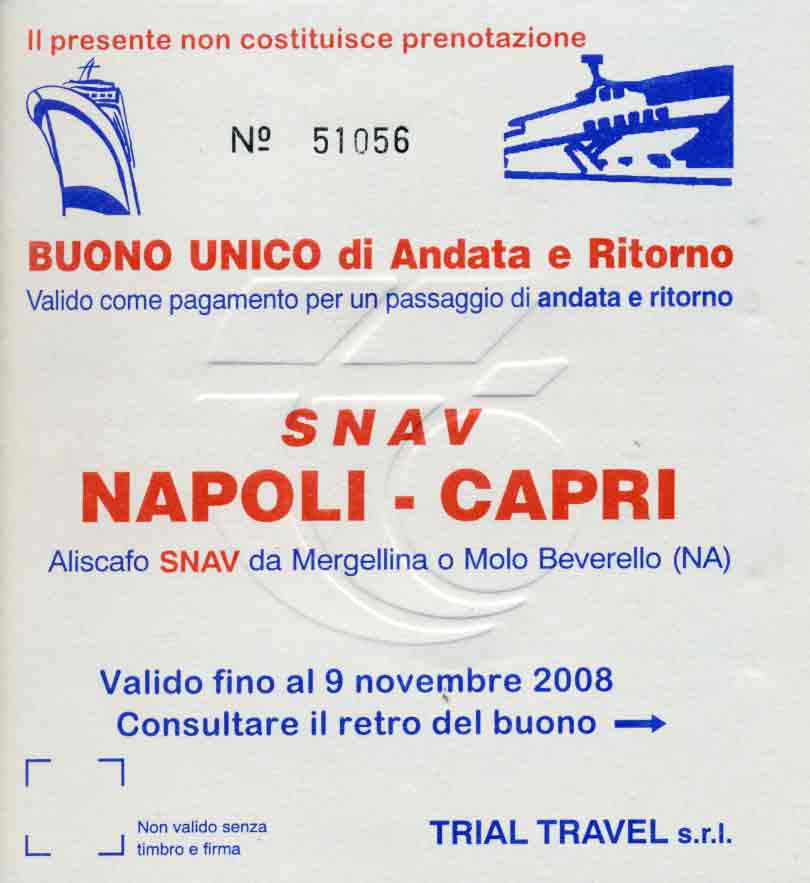 Il presente non costituisce prenotazione
Nº 51056
BUONO UNICO di Andata e Ritorno
Valido come pagamento per un passaggio di andata e ritorno
SNAV
NAPOLI - CAPRI
Aliscafo SNAV da Mergellina o Molo Beverello (NA)
Valido fino al 9 novembre 2008
Consultare il retro del buono →
Non valido senza
timbro e firma
TRIAL TRAVEL s.r.l.